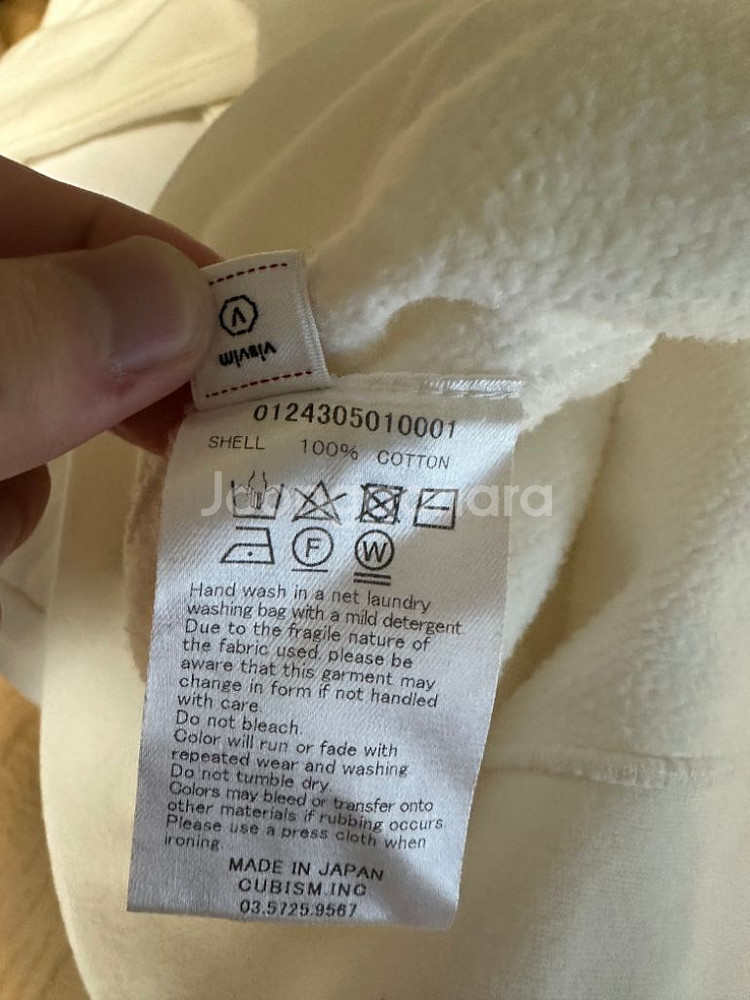 visvim
0124305010001
SHELL 100% COTTON
F W
Hand wash in a net laundry
washing bag with a mild detergent.
Due to the fragile nature of
the fabric used, please be
aware that this garment may
change in form if not handled
with care.
Do not bleach.
Color will run or fade with
repeated wear and washing.
Do not tumble dry.
Colors may bleed or transfer onto
other materials if rubbing occurs.
Please use a press cloth when
ironing.
MADE IN JAPAN
CUBISM.INC
03.5725.9567